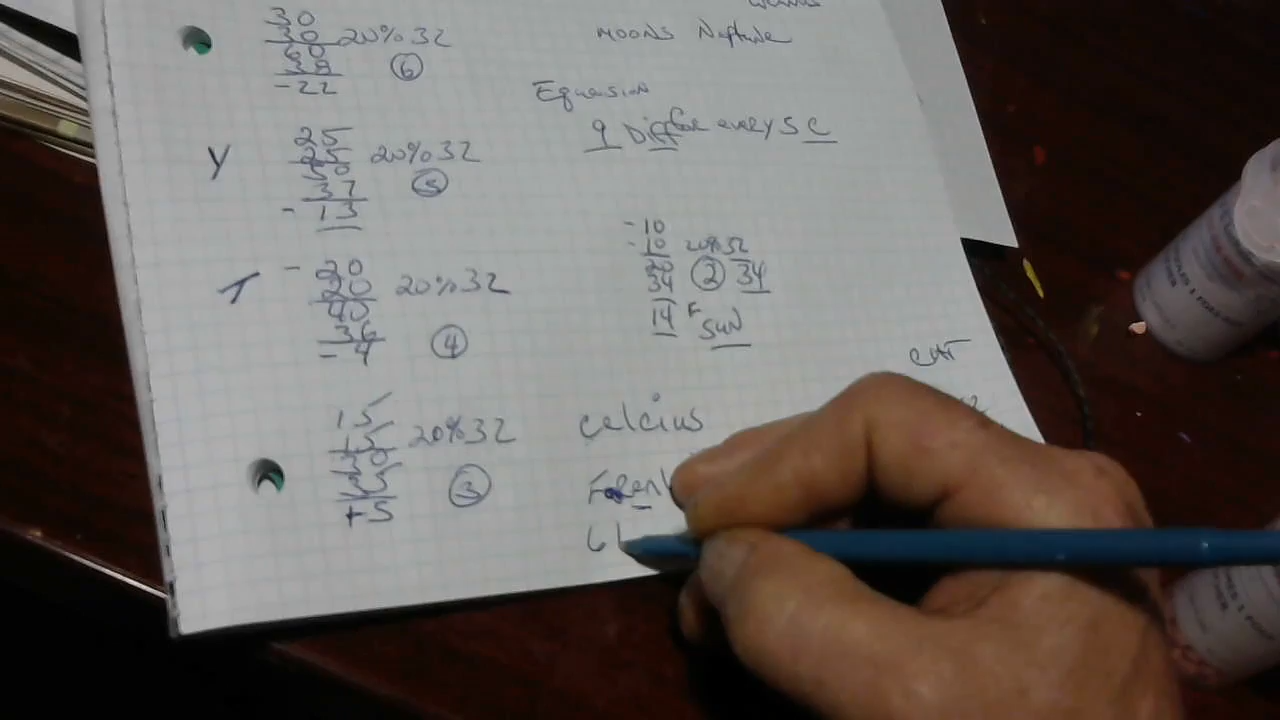 30
30 20% 32
60
38 6
-22
Moons Neptune
Equasion
9 Diff for every 5 C
Y
25
25 20% 32
50
37 5
- 13
T
- 20
20 20% 32
40
36 4
- 4
-10
-10 20% 32
20
34 2 34
14 F
SUN
15
15 20% 32
30
35 3
+5
CAT
Celcius